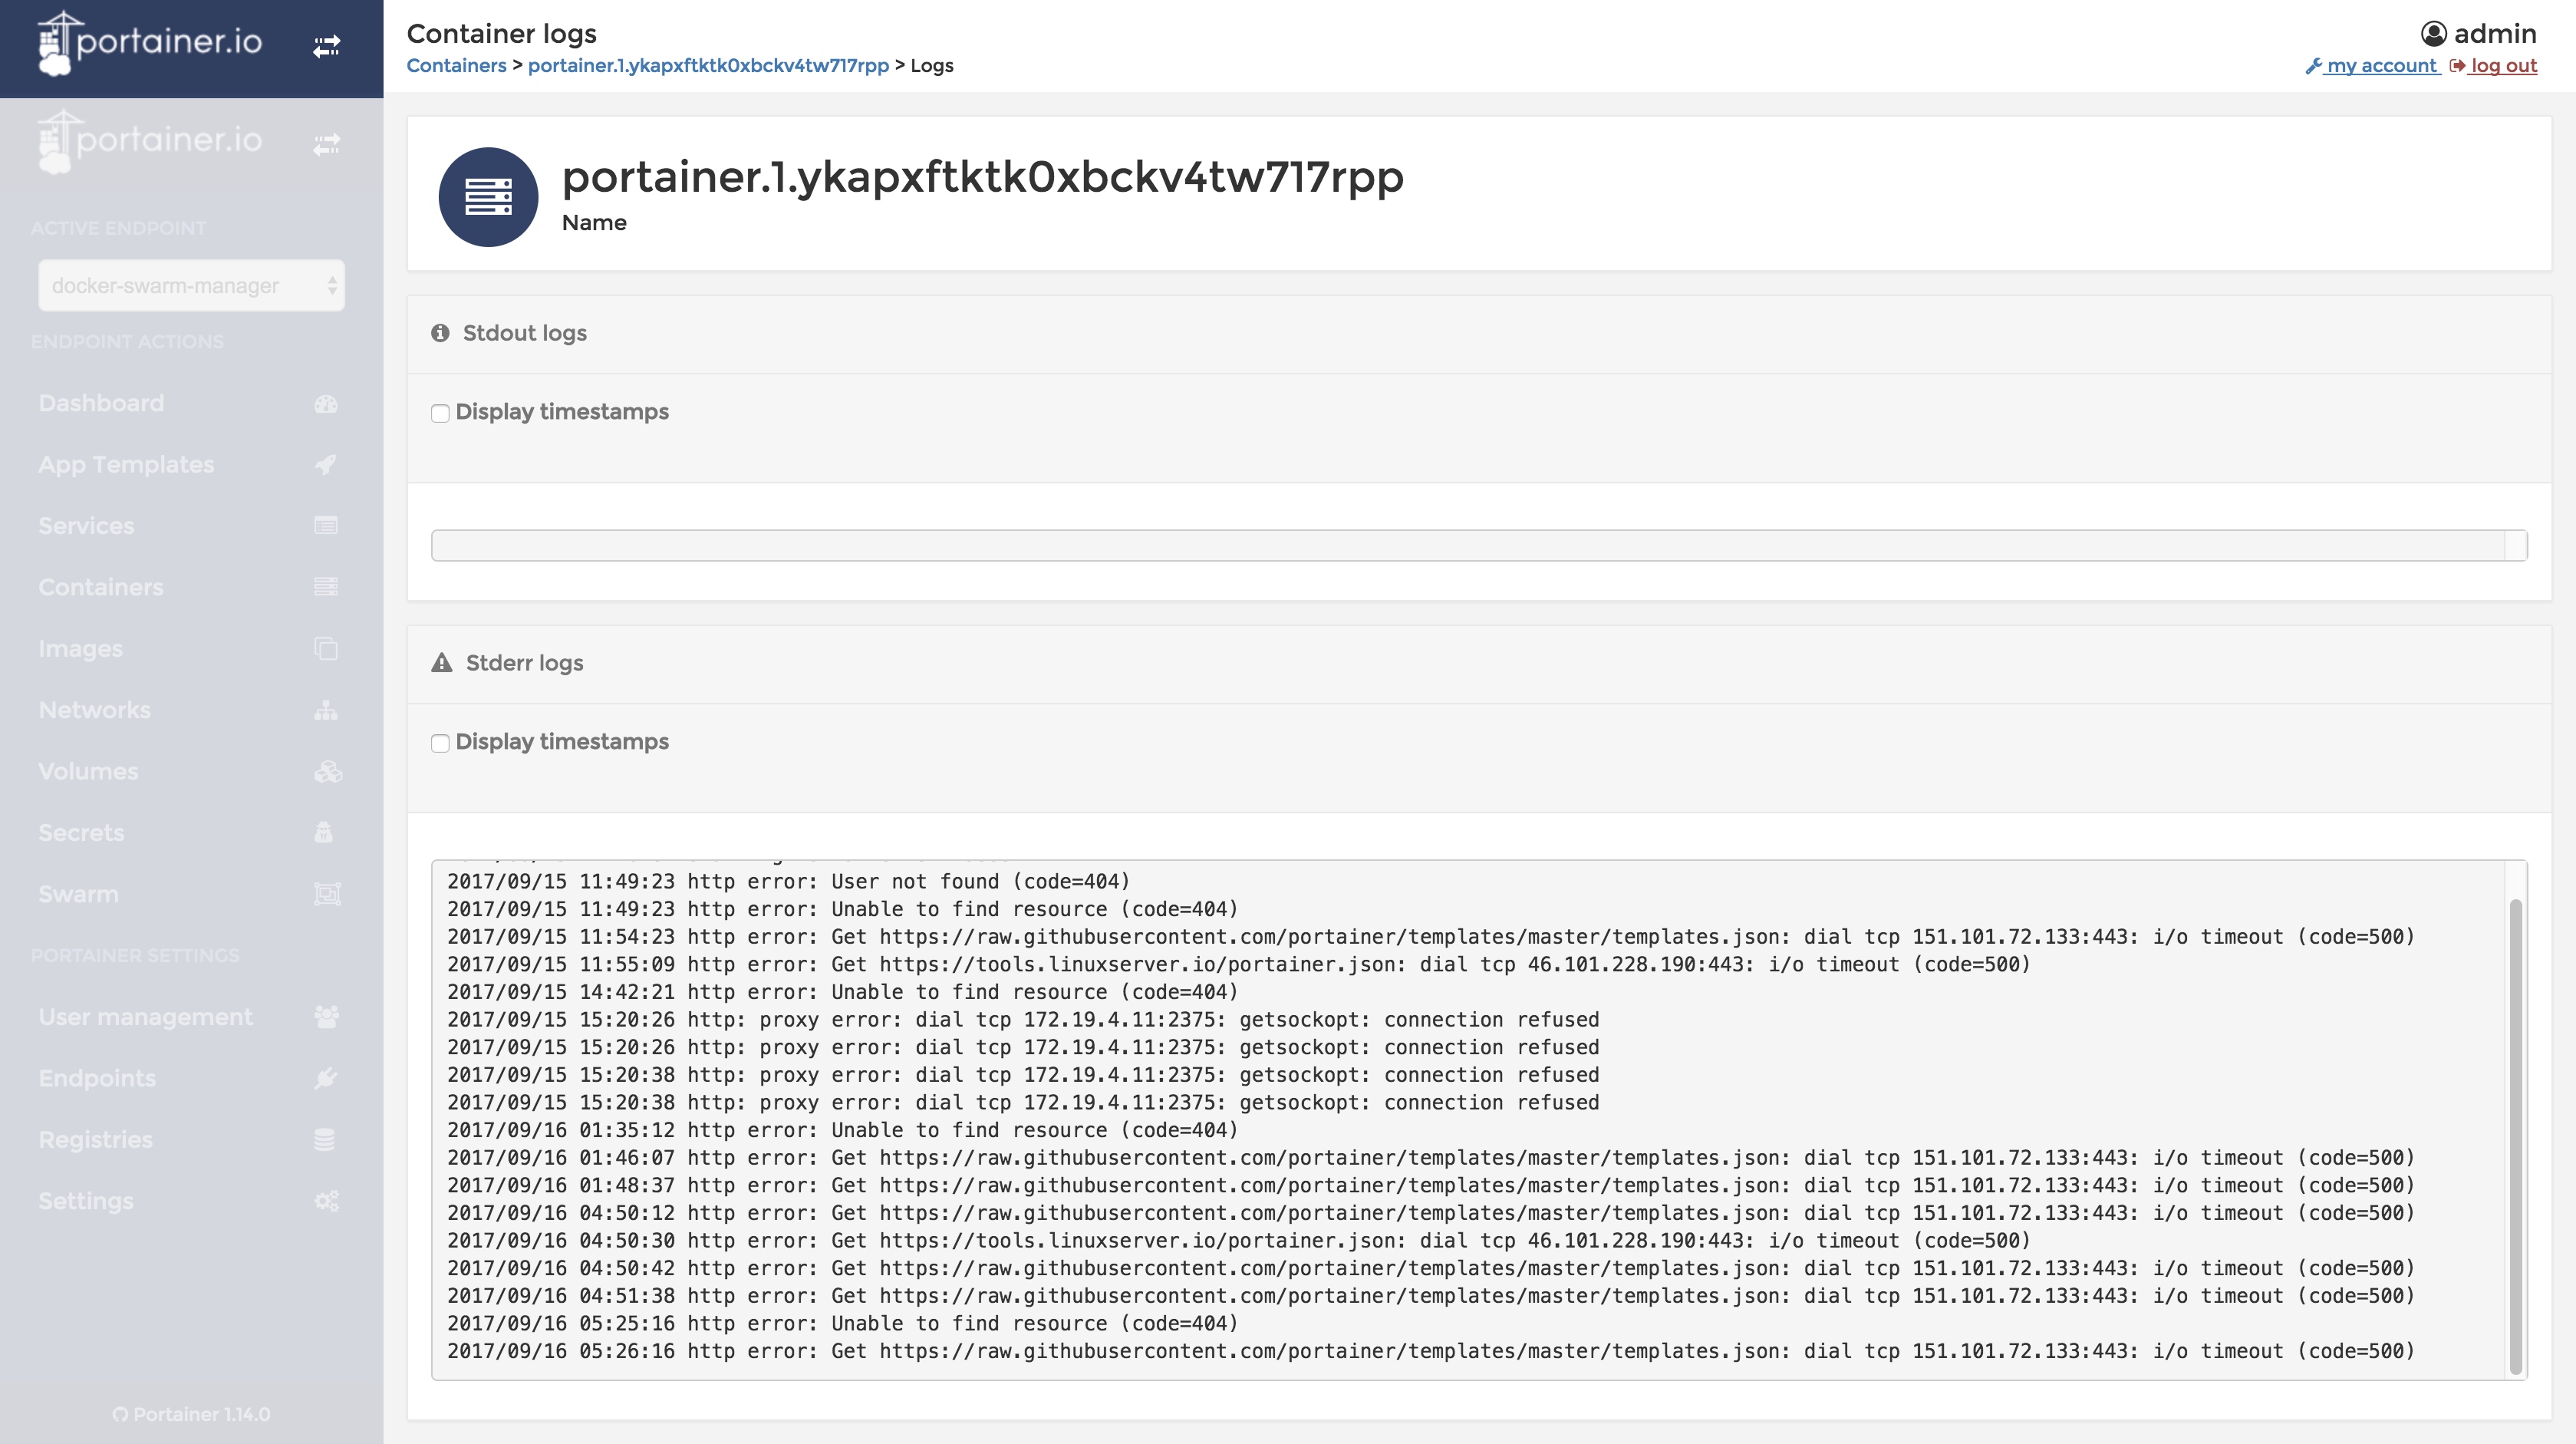 portainer.io
portainer.io
ACTIVE ENDPOINT
docker-swarm-manager
ENDPOINT ACTIONS
Dashboard
App Templates
Services
Containers
Images
Networks
Volumes
Secrets
Swarm
PORTAINER SETTINGS
User management
Endpoints
Registries
Settings
Portainer 1.14.0
Container logs
Containers > portainer.1.ykapxftktk0xbckv4tw717rpp > Logs
admin
my account log out
portainer.1.ykapxftktk0xbckv4tw717rpp
Name
Stdout logs
Display timestamps
Stderr logs
Display timestamps
2017/09/15 11:49:23 http error: User not found (code=404)
2017/09/15 11:49:23 http error: Unable to find resource (code=404)
2017/09/15 11:54:23 http error: Get https://raw.githubusercontent.com/portainer/templates/master/templates.json: dial tcp 151.101.72.133:443: i/o timeout (code=500)
2017/09/15 11:55:09 http error: Get https://tools.linuxserver.io/portainer.json: dial tcp 46.101.228.190:443: i/o timeout (code=500)
2017/09/15 14:42:21 http error: Unable to find resource (code=404)
2017/09/15 15:20:26 http: proxy error: dial tcp 172.19.4.11:2375: getsockopt: connection refused
2017/09/15 15:20:26 http: proxy error: dial tcp 172.19.4.11:2375: getsockopt: connection refused
2017/09/15 15:20:38 http: proxy error: dial tcp 172.19.4.11:2375: getsockopt: connection refused
2017/09/15 15:20:38 http: proxy error: dial tcp 172.19.4.11:2375: getsockopt: connection refused
2017/09/16 01:35:12 http error: Unable to find resource (code=404)
2017/09/16 01:46:07 http error: Get https://raw.githubusercontent.com/portainer/templates/master/templates.json: dial tcp 151.101.72.133:443: i/o timeout (code=500)
2017/09/16 01:48:37 http error: Get https://raw.githubusercontent.com/portainer/templates/master/templates.json: dial tcp 151.101.72.133:443: i/o timeout (code=500)
2017/09/16 04:50:12 http error: Get https://raw.githubusercontent.com/portainer/templates/master/templates.json: dial tcp 151.101.72.133:443: i/o timeout (code=500)
2017/09/16 04:50:30 http error: Get https://tools.linuxserver.io/portainer.json: dial tcp 46.101.228.190:443: i/o timeout (code=500)
2017/09/16 04:50:42 http error: Get https://raw.githubusercontent.com/portainer/templates/master/templates.json: dial tcp 151.101.72.133:443: i/o timeout (code=500)
2017/09/16 04:51:38 http error: Get https://raw.githubusercontent.com/portainer/templates/master/templates.json: dial tcp 151.101.72.133:443: i/o timeout (code=500)
2017/09/16 05:25:16 http error: Unable to find resource (code=404)
2017/09/16 05:26:16 http error: Get https://raw.githubusercontent.com/portainer/templates/master/templates.json: dial tcp 151.101.72.133:443: i/o timeout (code=500)